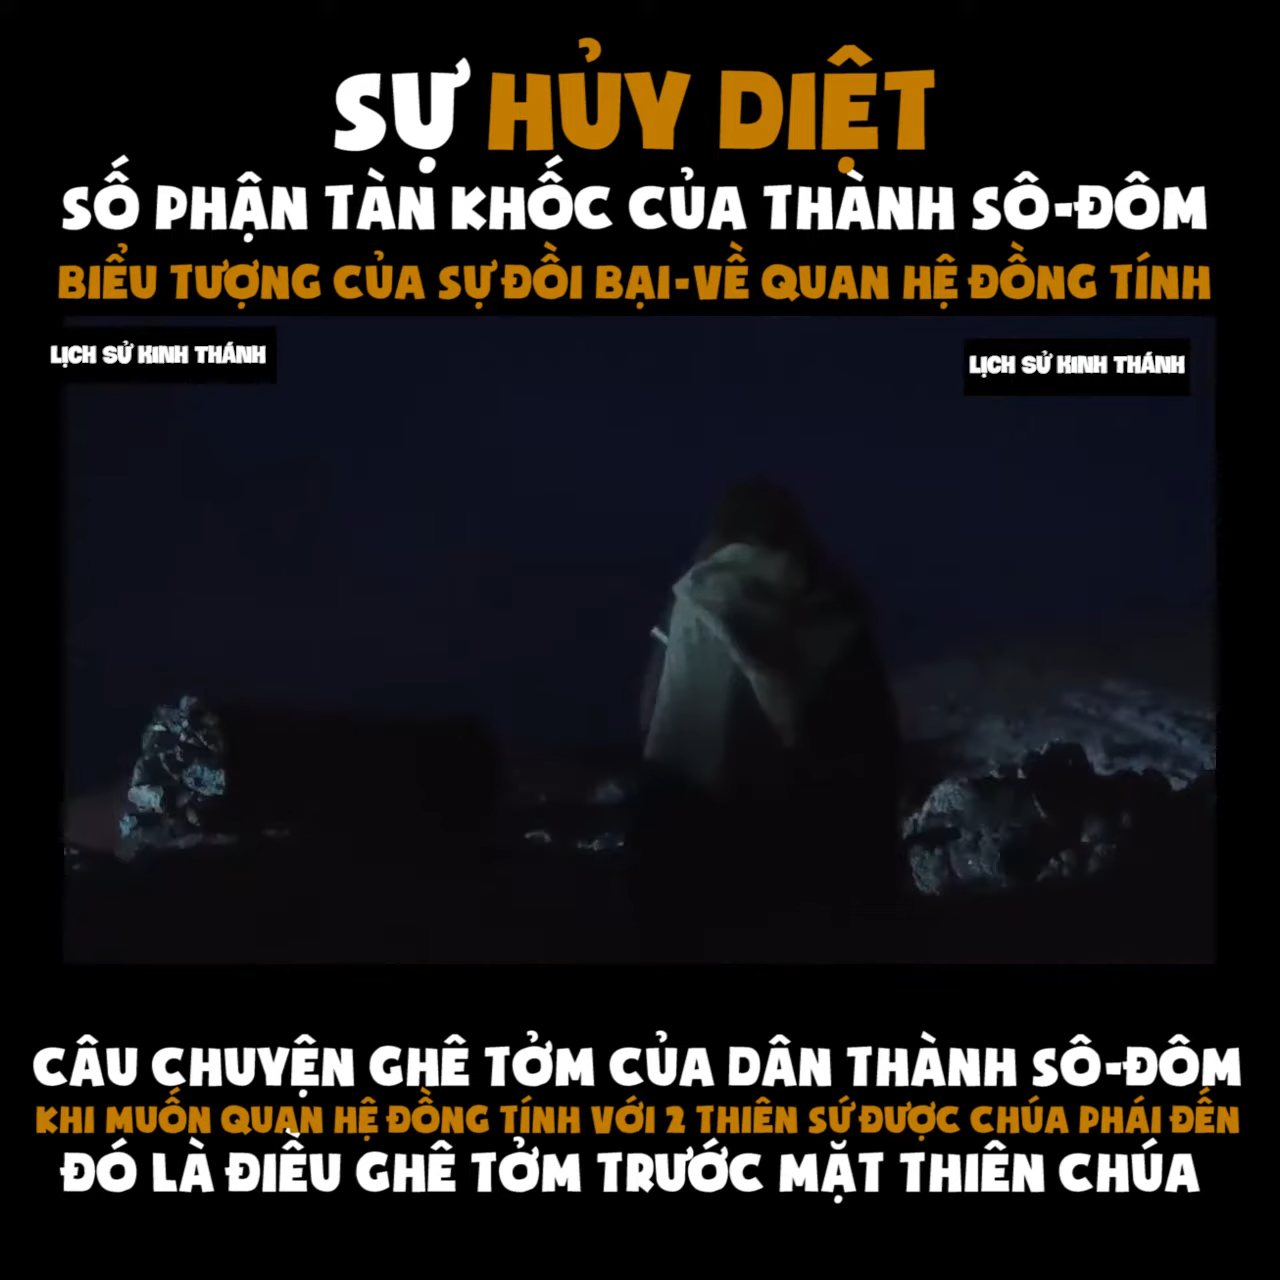 SỰ HỦY DIỆT
SỐ PHẬN TÀN KHỐC CỦA THÀNH SÔ-ĐÔM
BIỂU TƯỢNG CỦA SỰ ĐỒI BẠI-VỀ QUAN HỆ ĐỒNG TÍNH
LỊCH SỬ KINH THÁNH
LỊCH SỬ KINH THÁNH
CÂU CHUYỆN GHÊ TỞM CỦA DÂN THÀNH SÔ-ĐÔM
KHI MUỐN QUAN HỆ ĐỒNG TÍNH VỚI 2 THIÊN SỨ ĐƯỢC CHÚA PHÁI ĐẾN
ĐÓ LÀ ĐIỀU GHÊ TỞM TRƯỚC MẶT THIÊN CHÚA